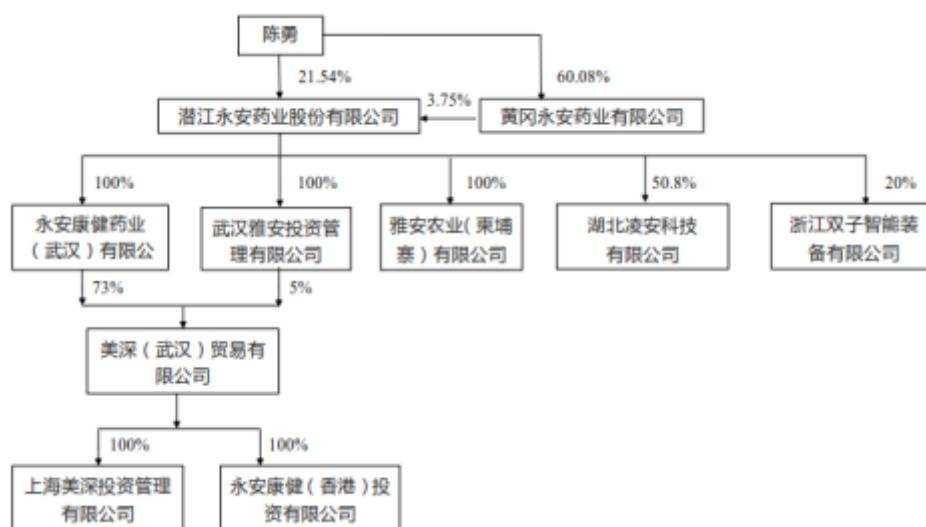 陈勇
21.54%
60.08%
3.75%
潜江永安药业股份有限公司
黄冈永安药业有限公司
100%
100%
100%
50.8%
20%
永安康健药业
（武汉）有限公
武汉雅安投资管
理有限公司
雅安农业（柬埔
寨）有限公司
湖北凌安科技
有限公司
浙江双子智能装
备有限公司
73%
5%
美深（武汉）贸易有
限公司
100%
100%
上海美深投资管理
有限公司
永安康健（香港）投
资有限公司